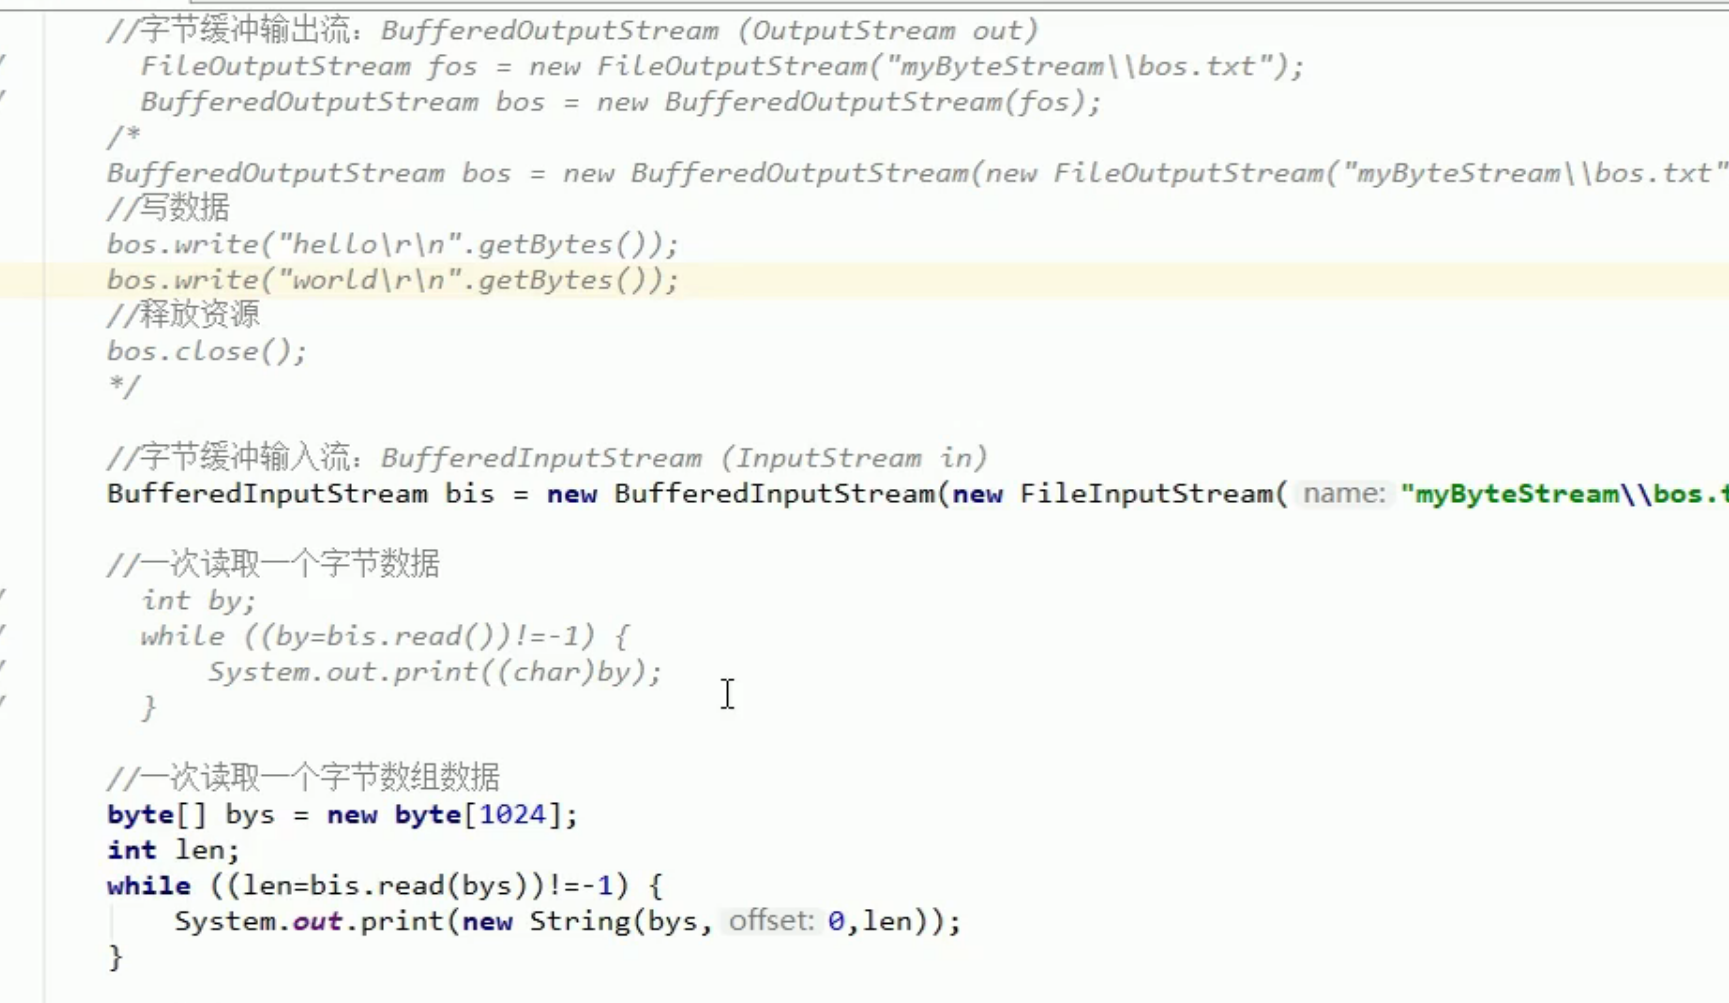 //字节缓冲输出流：BufferedOutputStream (OutputStream out)
/ FileOutputStream fos = new FileOutputStream("myByteStream\\bos.txt");
/ BufferedOutputStream bos = new BufferedOutputStream(fos);
/*
BufferedOutputStream bos = new BufferedOutputStream(new FileOutputStream("myByteStream\\bos.txt"
//写数据
bos.write("hello\r\n".getBytes());
bos.write("world\r\n".getBytes());
//释放资源
bos.close();
*/
//字节缓冲输入流：BufferedInputStream (InputStream in)
BufferedInputStream bis = new BufferedInputStream(new FileInputStream( name: "myByteStream\\bos.t
//一次读取一个字节数据
/ int by;
/ while ((by=bis.read())!=-1) {
/ System.out.print((char)by);
/ }
//一次读取一个字节数组数据
byte[] bys = new byte[1024];
int len;
while ((len=bis.read(bys))!=-1) {
System.out.print(new String(bys, offset: 0,len));
}